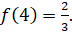 f(4) = 2/3.